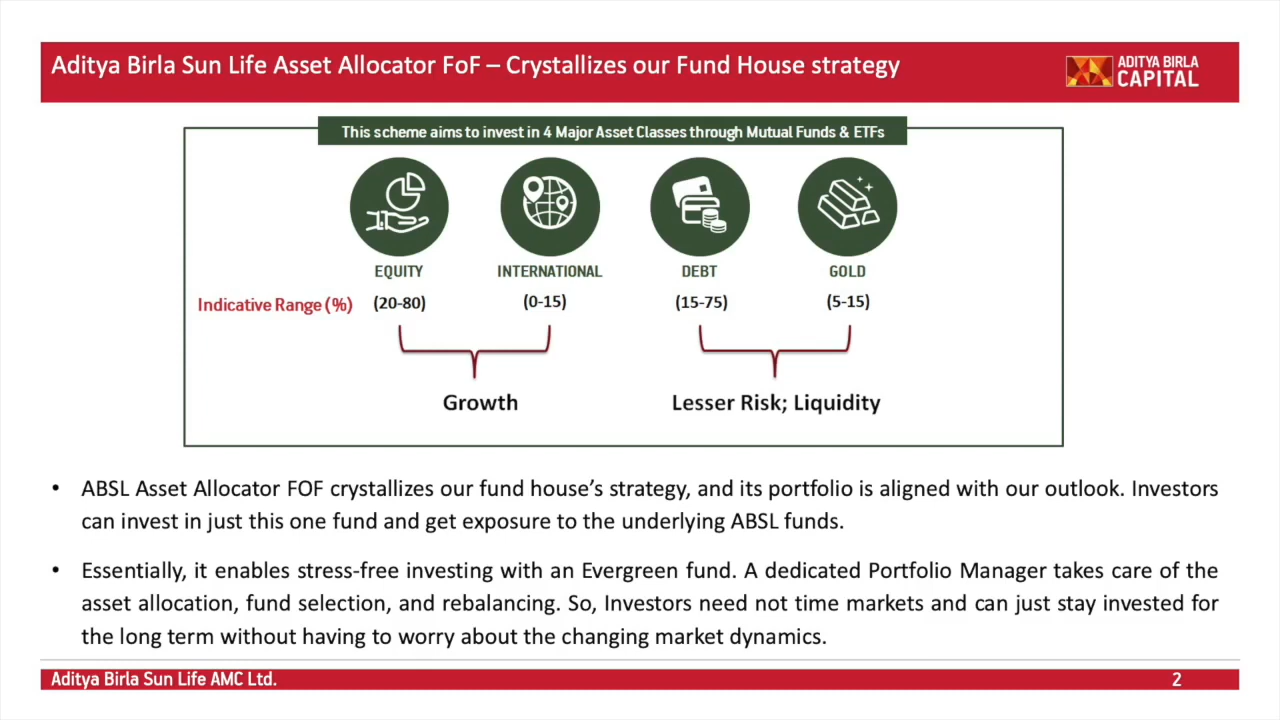 Aditya Birla Sun Life Asset Allocator FoF – Crystallizes our Fund House strategy
ADITYA BIRLA
CAPITAL
This scheme aims to invest in 4 Major Asset Classes through Mutual Funds & ETFs
EQUITY INTERNATIONAL DEBT GOLD
Indicative Range (%) (20-80) (0-15) (15-75) (5-15)
Growth Lesser Risk; Liquidity
• ABSL Asset Allocator FOF crystallizes our fund house’s strategy, and its portfolio is aligned with our outlook. Investors
can invest in just this one fund and get exposure to the underlying ABSL funds.
• Essentially, it enables stress-free investing with an Evergreen fund. A dedicated Portfolio Manager takes care of the
asset allocation, fund selection, and rebalancing. So, Investors need not time markets and can just stay invested for
the long term without having to worry about the changing market dynamics.
Aditya Birla Sun Life AMC Ltd. 2